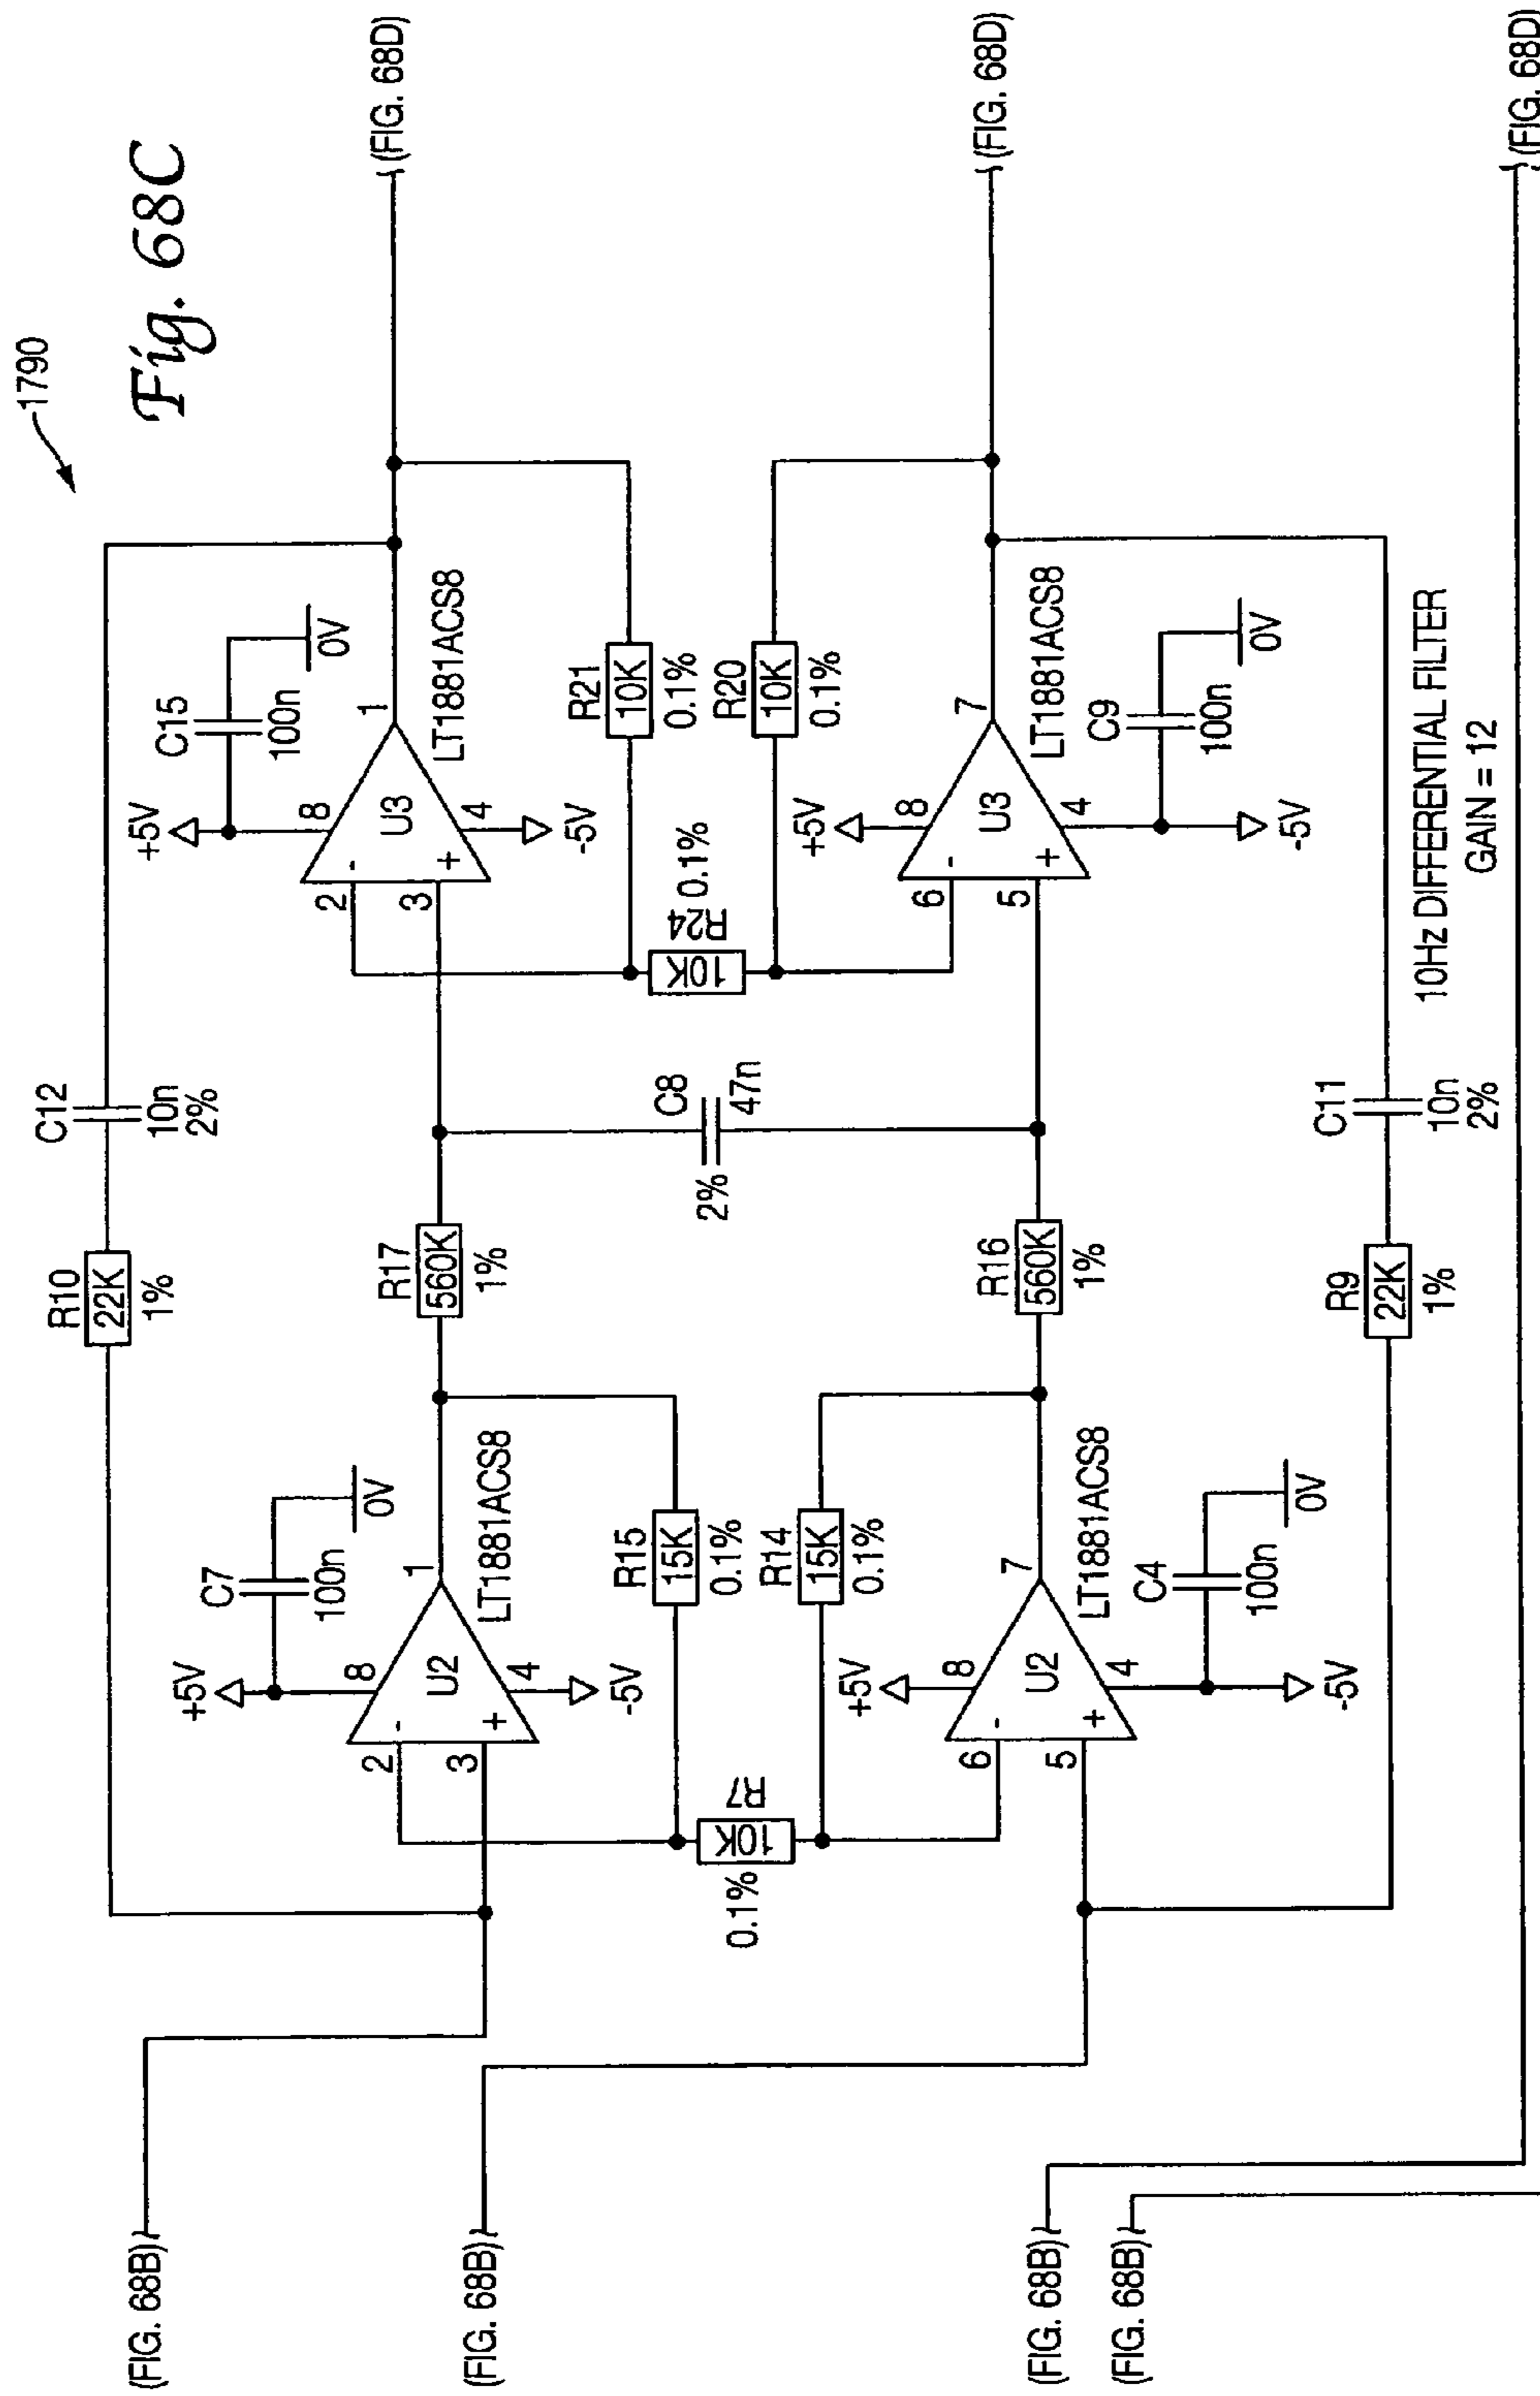 1790
Fig. 68C
R10
22K
1%
C12
10n
2%
(FIG. 68B)
(FIG. 68B)
(FIG. 68B)
(FIG. 68B)
+5V
C7
100n
0V
8
2
-
U2
1
3
+
4
-5V
LT1881ACS8
R15
15K
0.1%
R7
10K
0.1%
R14
15K
0.1%
+5V
8
6
-
U2
7
5
+
4
-5V
LT1881ACS8
C4
100n
0V
R17
560K
1%
C8
47n
2%
R16
560K
1%
+5V
C15
100n
0V
8
2
-
U3
1
3
+
4
-5V
LT1881ACS8
R21
10K
0.1%
R24
10K
0.1%
R20
10K
0.1%
+5V
8
6
-
U3
7
5
+
4
-5V
LT1881ACS8
C9
100n
0V
R9
22K
1%
C11
10n
2%
10Hz DIFFERENTIAL FILTER
GAIN = 12
(FIG. 68D)
(FIG. 68D)
(FIG. 68D)